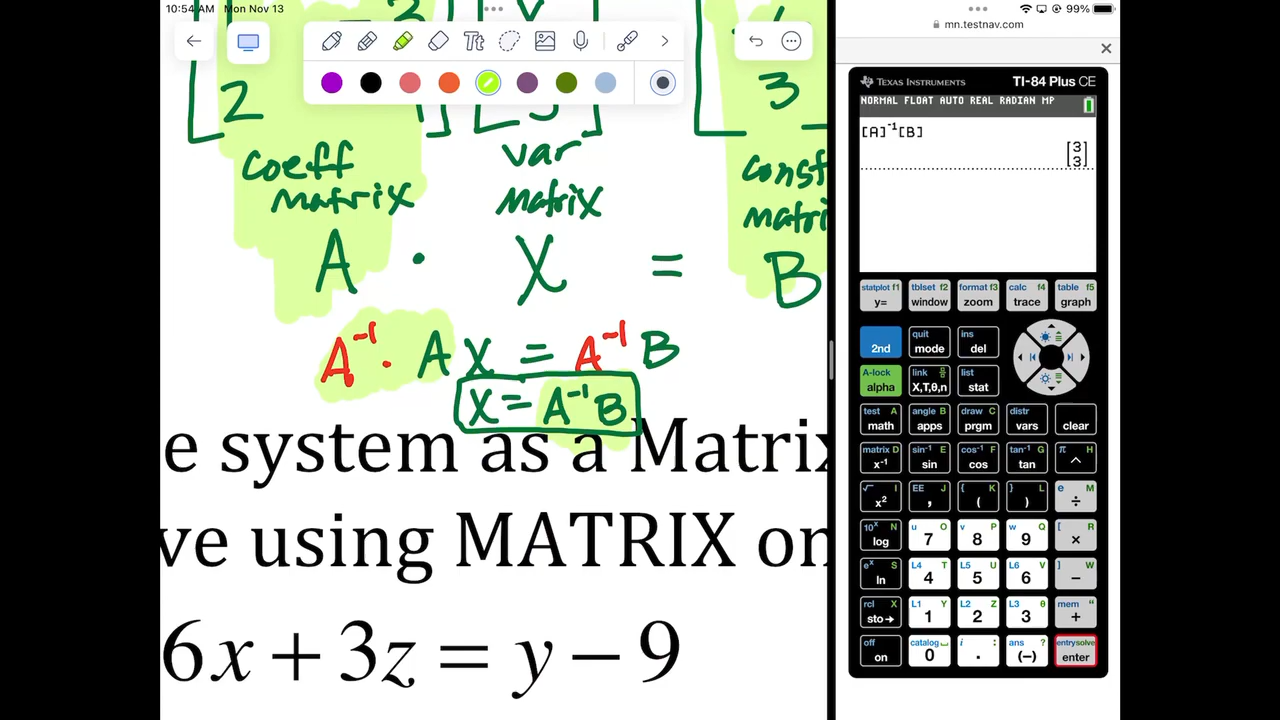 10:54 AM Mon Nov 13
99%
mn.testnav.com
Tt
2
3
coeff
matrix
var
matrix
const
matri
A · X = B
A⁻¹ · A X = A⁻¹ B
X = A⁻¹ B
e system as a Matrix
ve using MATRIX on
6x + 3z = y − 9
TEXAS INSTRUMENTS TI-84 Plus CE
NORMAL FLOAT AUTO REAL RADIAN MP
[A]⁻¹[B]
[3
3]
statplot f1 tblset f2 format f3 calc f4 table f5
y= window zoom trace graph
quit ins
2nd mode del
A-lock link list
alpha X,T,θ,n stat
test A angle B draw C distr
math apps prgm vars clear
matrix D sin⁻¹ E cos⁻¹ F tan⁻¹ G π H
x⁻¹ sin cos tan ^
√ I EE J { K } L e M
x² , ( ) ÷
10ˣ N u O v P w Q [ R
log 7 8 9 ×
eˣ S L4 T L5 U L6 V ] W
ln 4 5 6 −
rcl X L1 Y L2 Z L3 θ mem "
sto→ 1 2 3 +
off catalog i : ans ? entry solve
on 0 . (−) enter